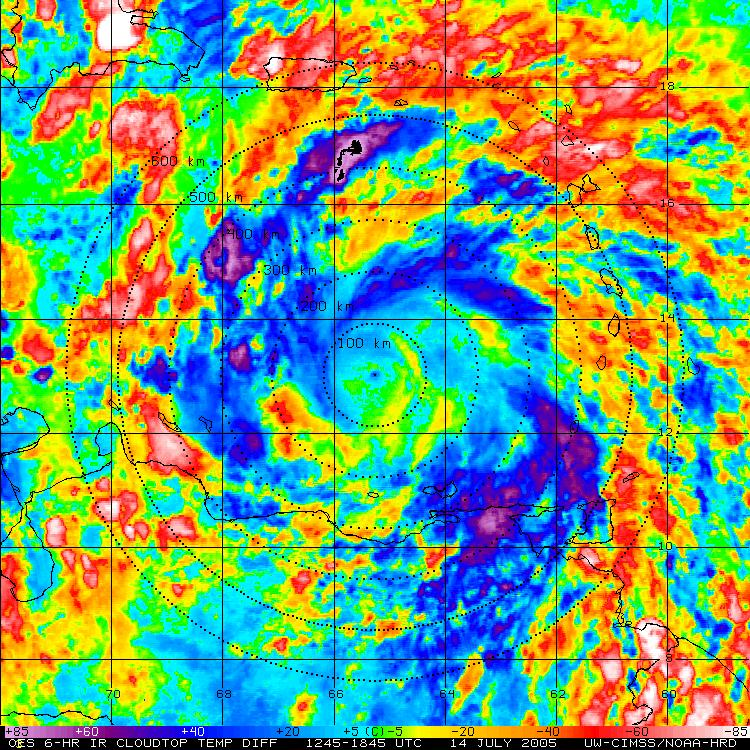 18
600 km
500 km
16
400 km
300 km
200 km
14
100 km
12
10
8
70 68 66 64 62 60
+85 +60 +40 +20 +5 (C) -5 -20 -40 -60 -85
OES 6-HR IR CLOUDTOP TEMP DIFF 1245-1845 UTC 14 JULY 2005 UW-CIMSS/NOAA-HRD